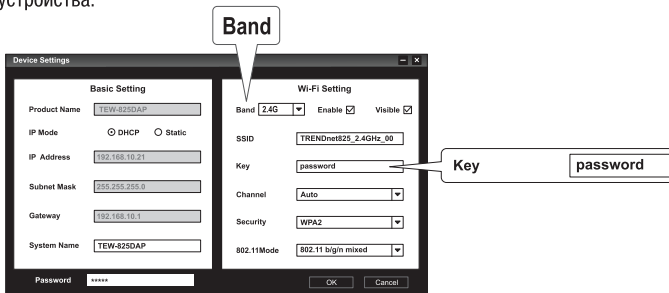 устройства.
Band
Device Settings
Basic Setting
Product Name TEW-825DAP
IP Mode DHCP Static
IP Address 192.168.10.21
Subnet Mask 255.255.255.0
Gateway 192.168.10.1
System Name TEW-825DAP
Wi-Fi Setting
Band 2.4G Enable Visible
SSID TRENDnet825_2.4GHz_00
Key password
Channel Auto
Security WPA2
802.11Mode 802.11 b/g/n mixed
Key password
Password *****
OK Cancel